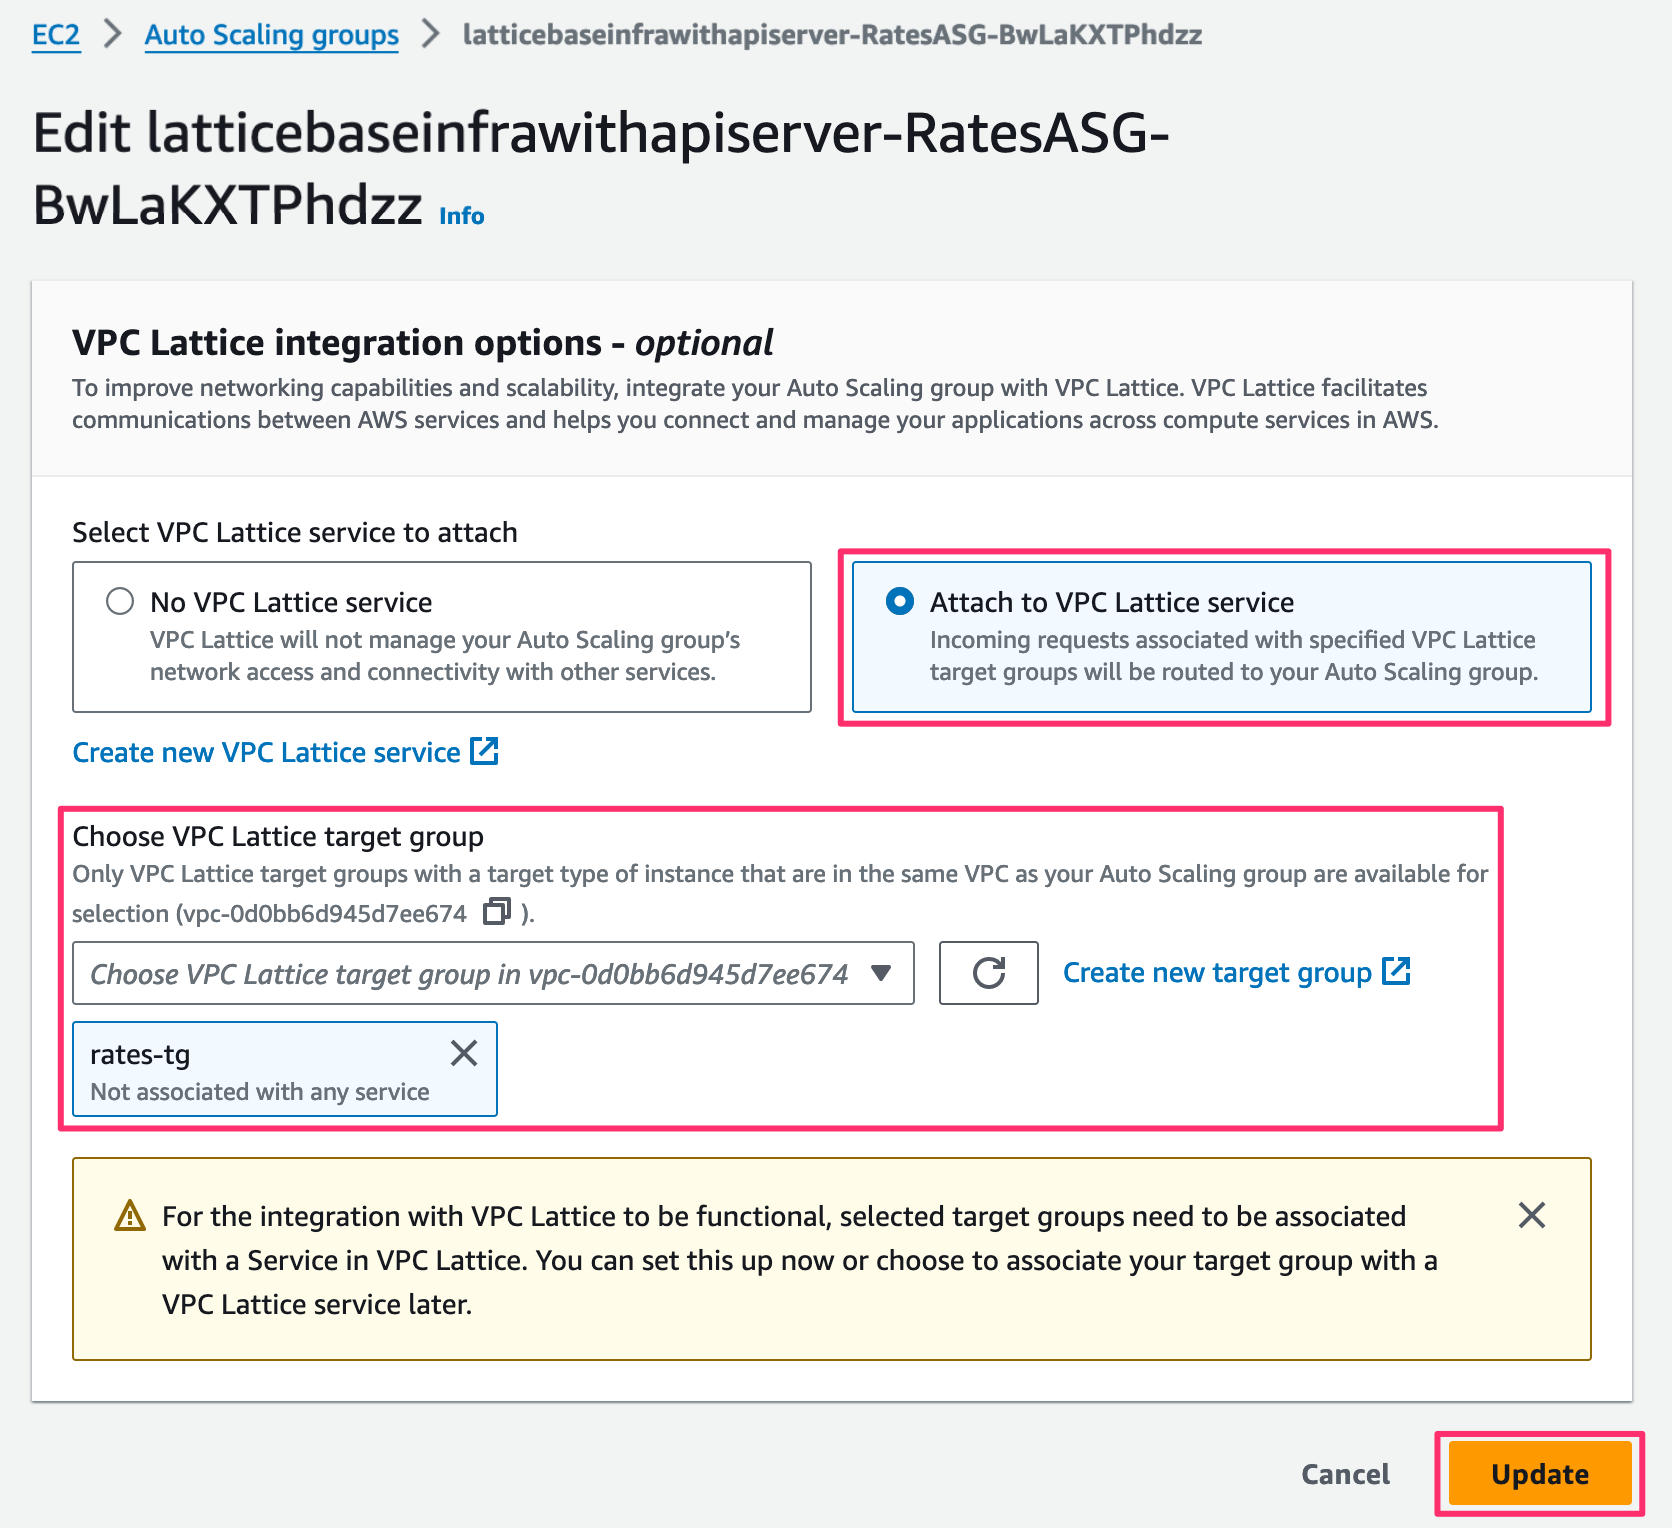 EC2 > Auto Scaling groups > latticebaseinfrawithapiserver-RatesASG-BwLaKXTPhdzz
Edit latticebaseinfrawithapiserver-RatesASG-
BwLaKXTPhdzz Info
VPC Lattice integration options - optional
To improve networking capabilities and scalability, integrate your Auto Scaling group with VPC Lattice. VPC Lattice facilitates
communications between AWS services and helps you connect and manage your applications across compute services in AWS.
Select VPC Lattice service to attach
No VPC Lattice service
VPC Lattice will not manage your Auto Scaling group’s
network access and connectivity with other services.
Attach to VPC Lattice service
Incoming requests associated with specified VPC Lattice
target groups will be routed to your Auto Scaling group.
Create new VPC Lattice service
Choose VPC Lattice target group
Only VPC Lattice target groups with a target type of instance that are in the same VPC as your Auto Scaling group are available for
selection (vpc-0d0bb6d945d7ee674 ).
Choose VPC Lattice target group in vpc-0d0bb6d945d7ee674
Create new target group
rates-tg
Not associated with any service
For the integration with VPC Lattice to be functional, selected target groups need to be associated
with a Service in VPC Lattice. You can set this up now or choose to associate your target group with a
VPC Lattice service later.
Cancel
Update